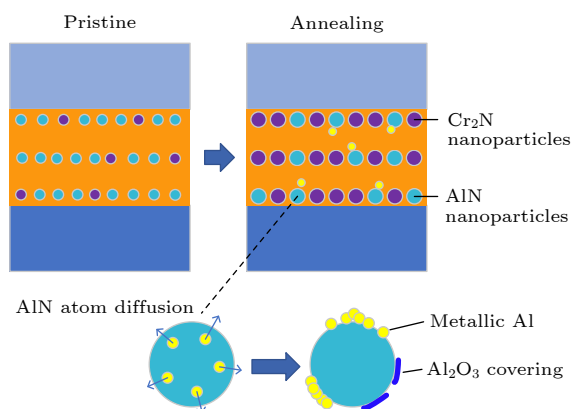 Pristine
Annealing
Cr₂N
nanoparticles
AlN
nanoparticles
AlN atom diffusion
Metallic Al
Al₂O₃ covering